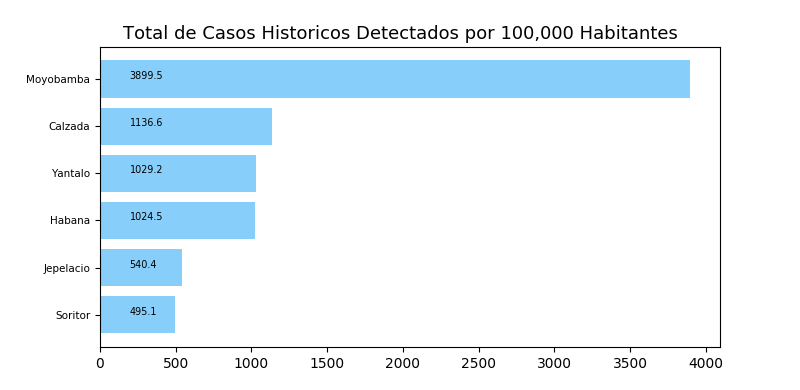 Total de Casos Historicos Detectados por 100,000 Habitantes
Moyobamba 3899.5
Calzada 1136.6
Yantalo 1029.2
Habana 1024.5
Jepelacio 540.4
Soritor 495.1
0 500 1000 1500 2000 2500 3000 3500 4000